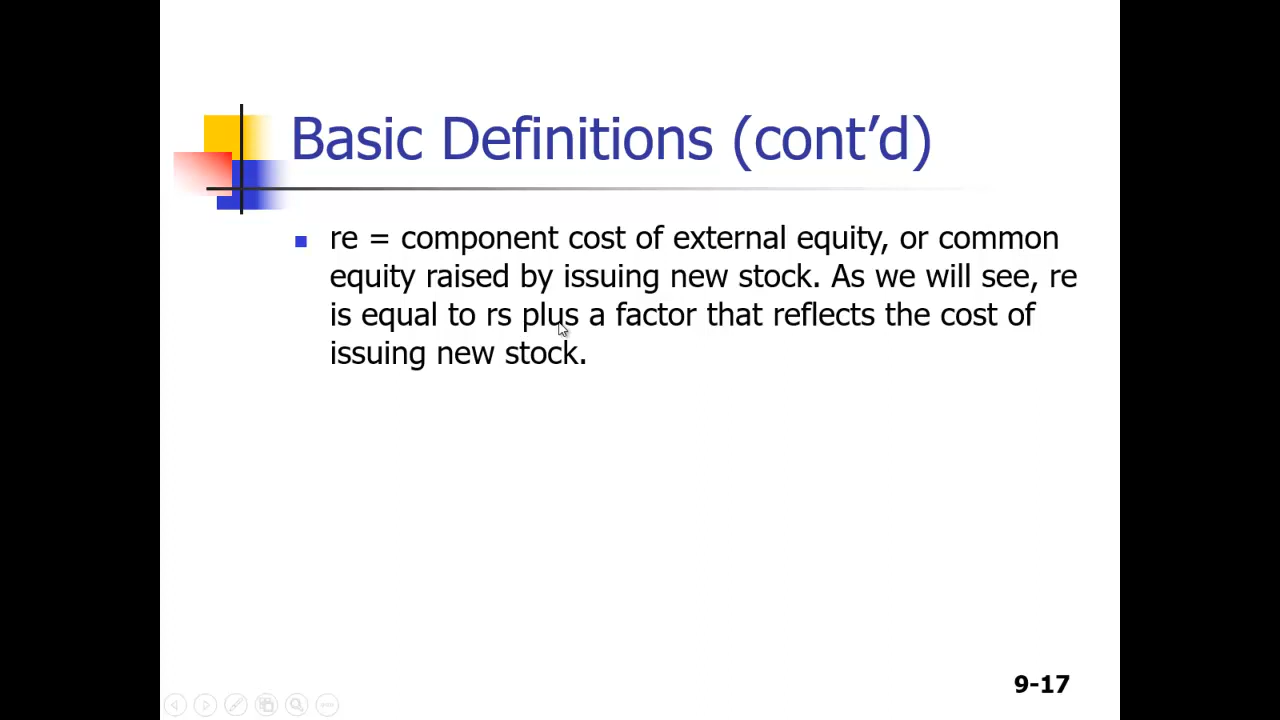 Basic Definitions (cont’d)
re = component cost of external equity, or common
equity raised by issuing new stock. As we will see, re
is equal to rs plus a factor that reflects the cost of
issuing new stock.
9-17